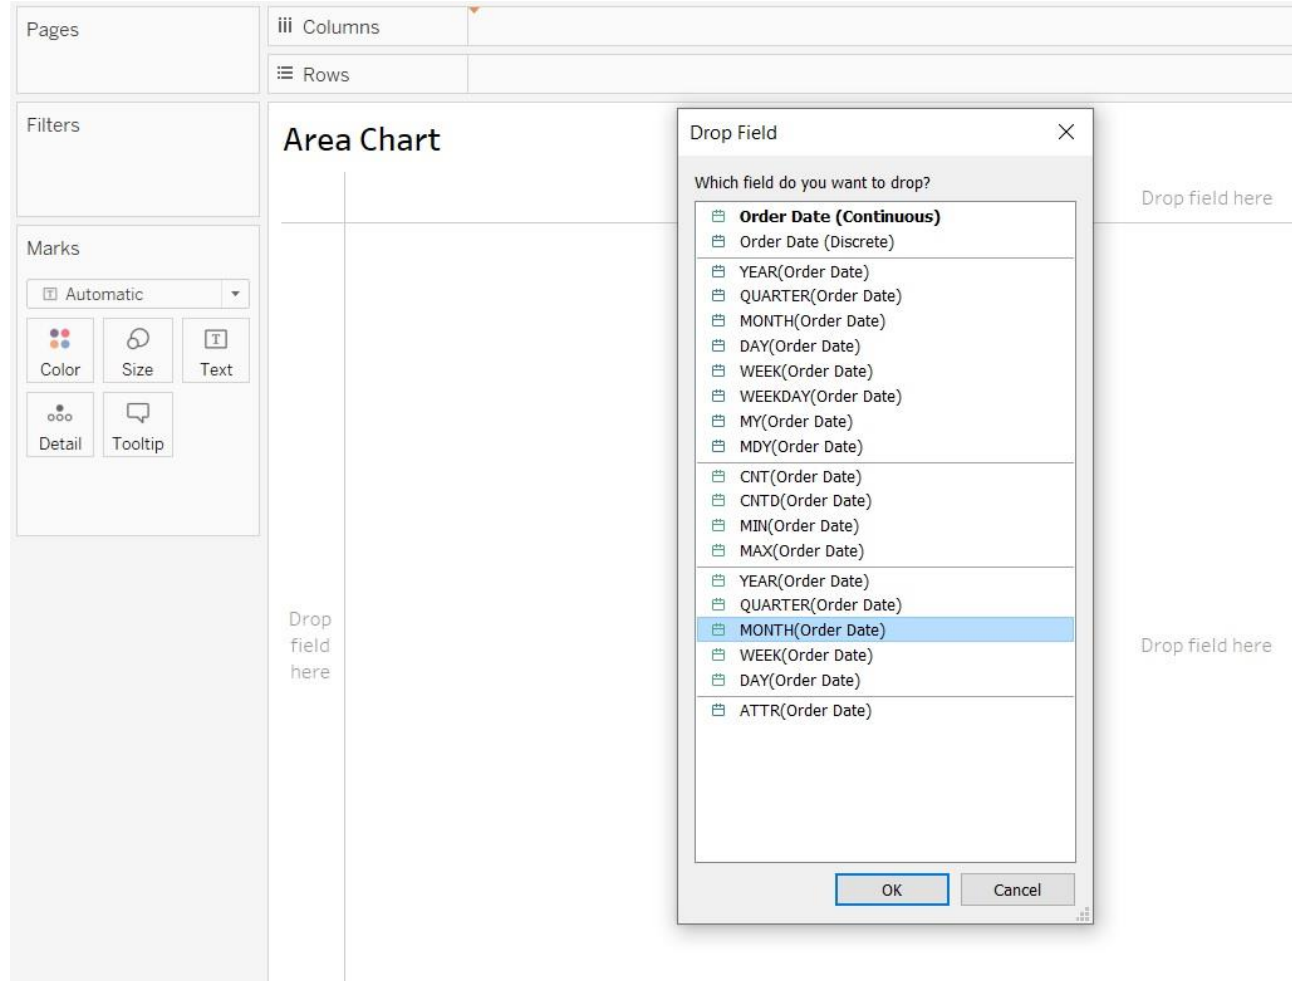 Pages
Columns
Rows
Filters
Area Chart
Marks
Automatic
Color
Size
T
Text
Detail
Tooltip
Drop
field
here
Drop field here
Drop field here
Drop Field
Which field do you want to drop?
Order Date (Continuous)
Order Date (Discrete)
YEAR(Order Date)
QUARTER(Order Date)
MONTH(Order Date)
DAY(Order Date)
WEEK(Order Date)
WEEKDAY(Order Date)
MY(Order Date)
MDY(Order Date)
CNT(Order Date)
CNTD(Order Date)
MIN(Order Date)
MAX(Order Date)
YEAR(Order Date)
QUARTER(Order Date)
MONTH(Order Date)
WEEK(Order Date)
DAY(Order Date)
ATTR(Order Date)
OK
Cancel